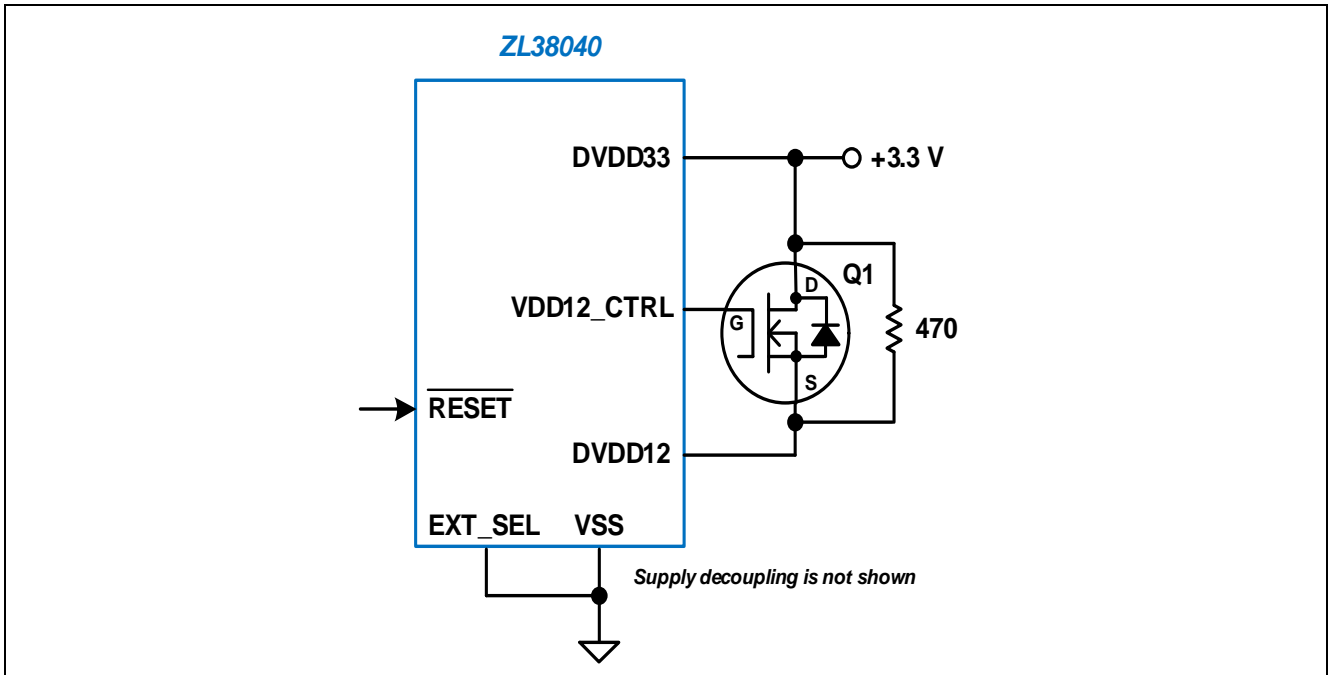 ZL38040
DVDD33
+3.3 V
D
Q1
VDD12_CTRL
G
470
S
RESET
DVDD12
EXT_SEL VSS
Supply decoupling is not shown